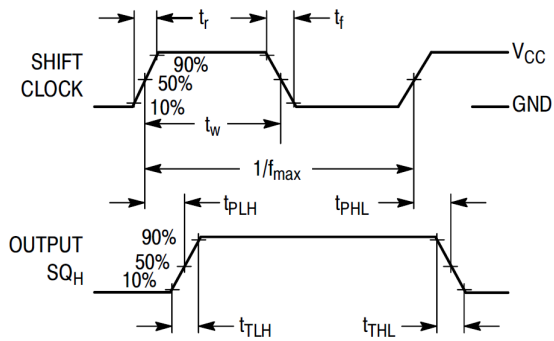 tr
tf
SHIFT
CLOCK
90%
50%
10%
VCC
GND
tw
1/fmax
tPLH
tPHL
OUTPUT
SQH
90%
50%
10%
tTLH
tTHL